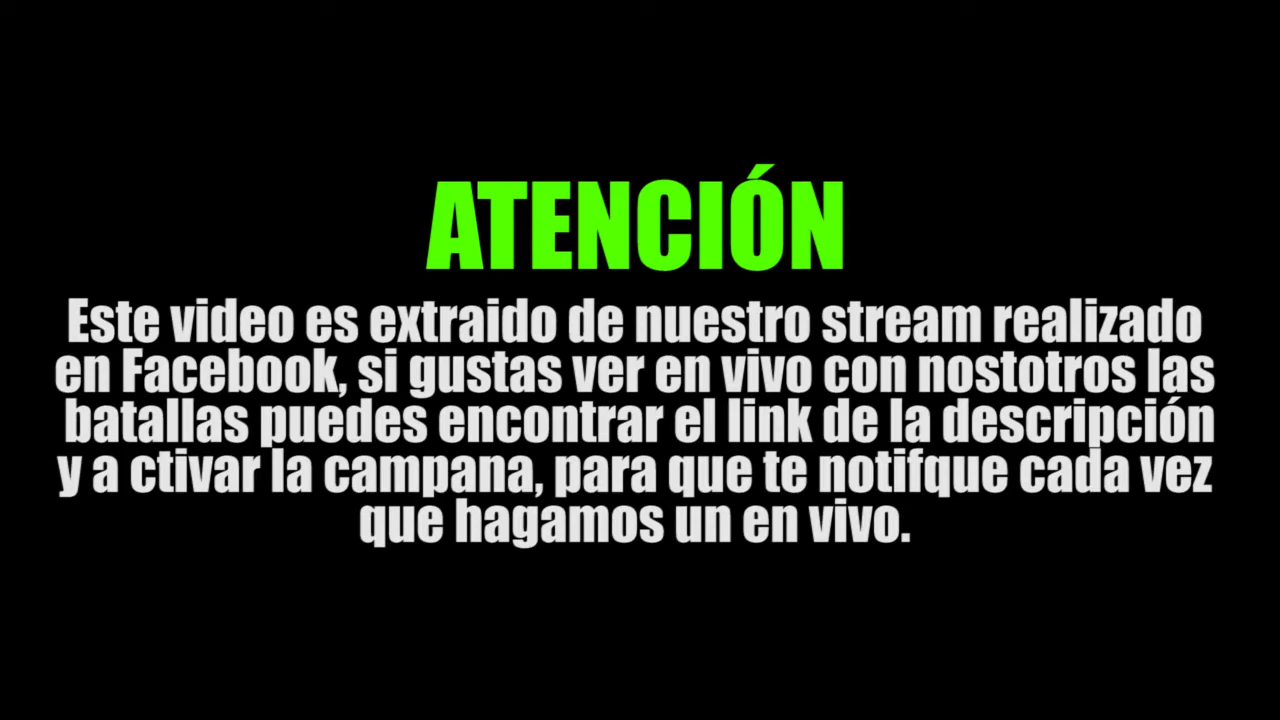 ATENCIÓN
Este video es extraido de nuestro stream realizado
en Facebook, si gustas ver en vivo con nostotros las
batallas puedes encontrar el link de la descripción
y a ctivar la campana, para que te notifque cada vez
que hagamos un en vivo.